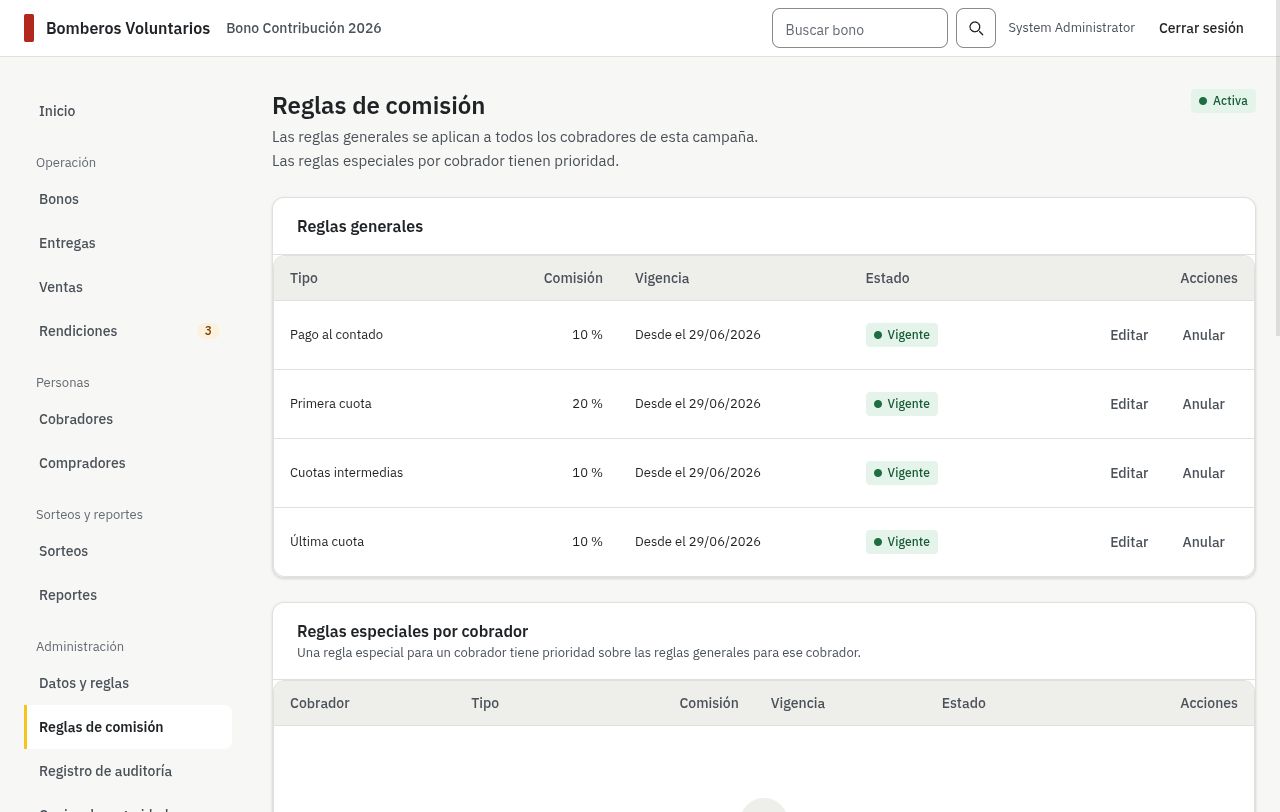 Bomberos Voluntarios
Bono Contribución 2026
Buscar bono
System Administrator
Cerrar sesión
Inicio
Operación
Bonos
Entregas
Ventas
Rendiciones 3
Personas
Cobradores
Compradores
Sorteos y reportes
Sorteos
Reportes
Administración
Datos y reglas
Reglas de comisión
Registro de auditoría
Reglas de comisión
Activa
Las reglas generales se aplican a todos los cobradores de esta campaña.
Las reglas especiales por cobrador tienen prioridad.
Reglas generales
Tipo Comisión Vigencia Estado Acciones
Pago al contado 10 % Desde el 29/06/2026 Vigente Editar Anular
Primera cuota 20 % Desde el 29/06/2026 Vigente Editar Anular
Cuotas intermedias 10 % Desde el 29/06/2026 Vigente Editar Anular
Última cuota 10 % Desde el 29/06/2026 Vigente Editar Anular
Reglas especiales por cobrador
Una regla especial para un cobrador tiene prioridad sobre las reglas generales para ese cobrador.
Cobrador Tipo Comisión Vigencia Estado Acciones